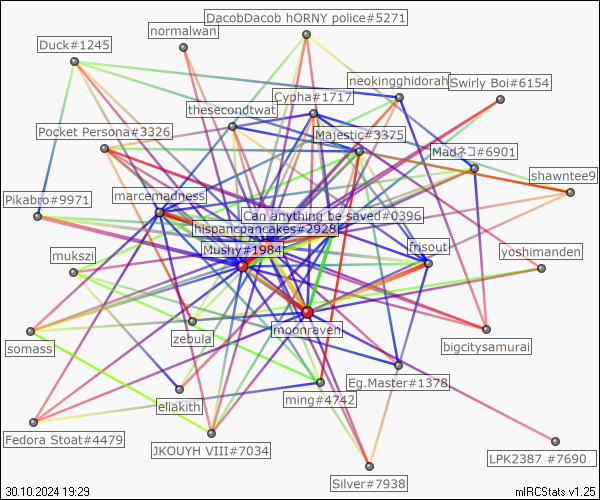 DacobDacob hORNY police#5271
normalwan
Duck#1245
neokingghidorah
Swirly Boi#6154
Cypha#1717
thesecondtwat
Pocket Persona#3326
Majestic#3375
Madネコ#6901
shawntee9
marcemadness
Pikabro#9971
Can anything be saved#0396
hispancpancakes#2928
Mushy#1984
frisout
yoshimanden
mukszi
moonraven
zebula
somass
bigcitysamurai
Eg.Master#1378
ming#4742
eliakith
Fedora Stoat#4479
JKOUYH VIII#7034
LPK2387 #7690
Silver#7938
30.10.2024 19:29
mIRCStats v1.25